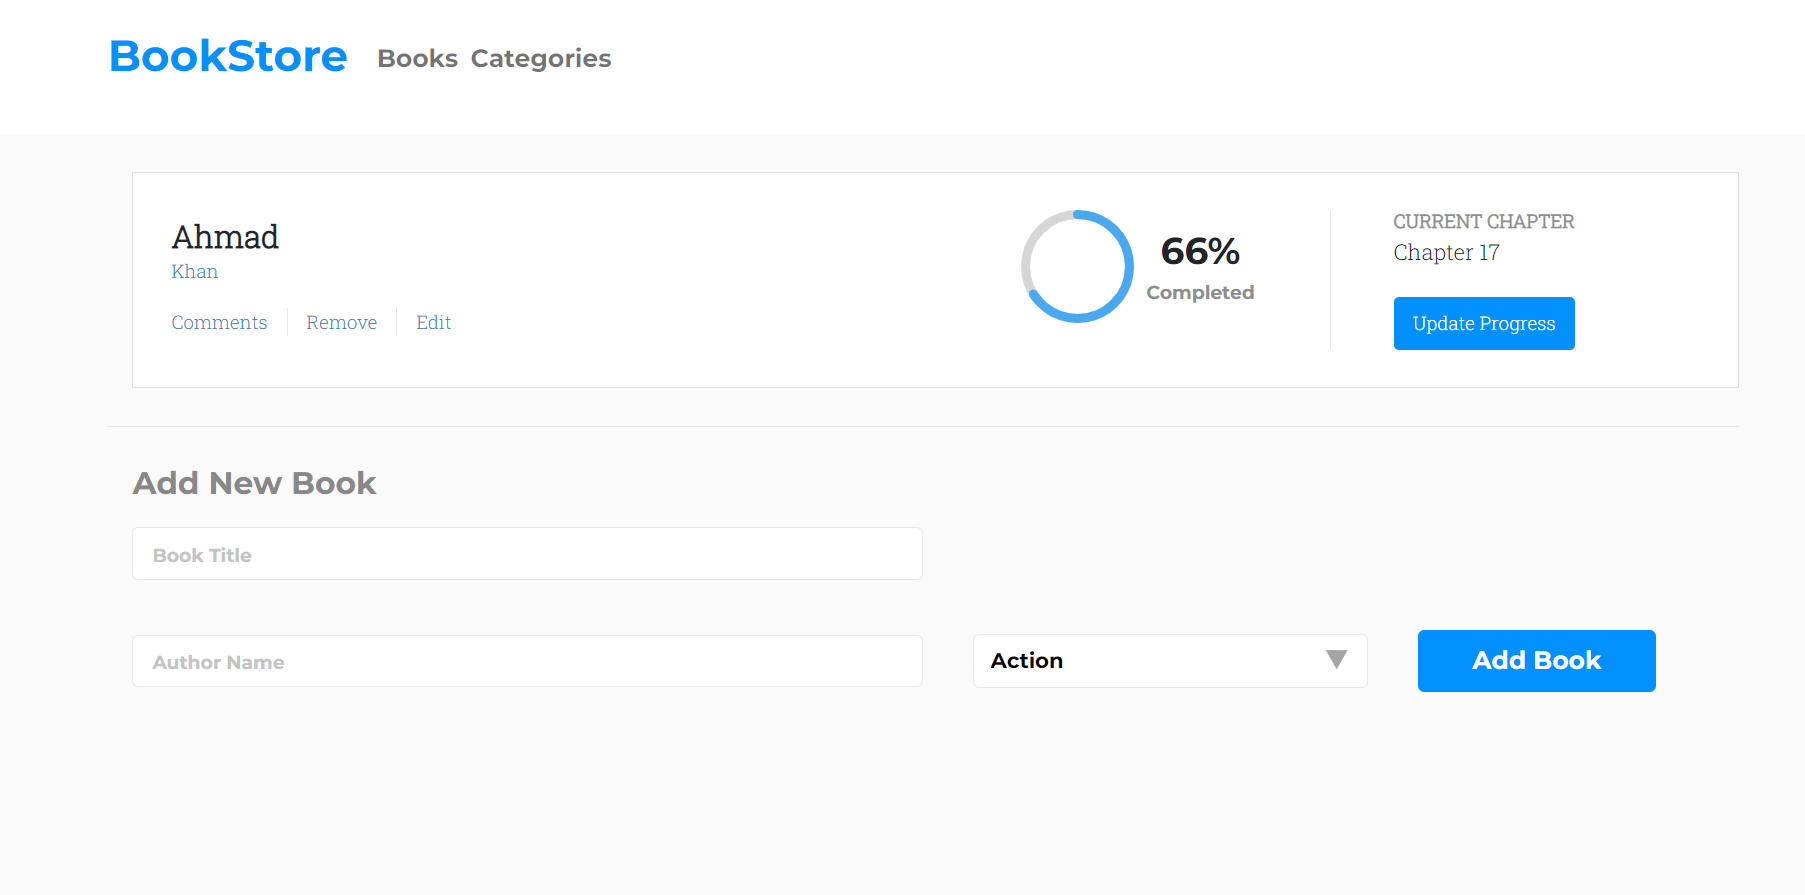 BookStore Books Categories
Ahmad
Khan
Comments Remove Edit
66%
Completed
CURRENT CHAPTER
Chapter 17
Update Progress
Add New Book
Book Title
Author Name
Action
Add Book